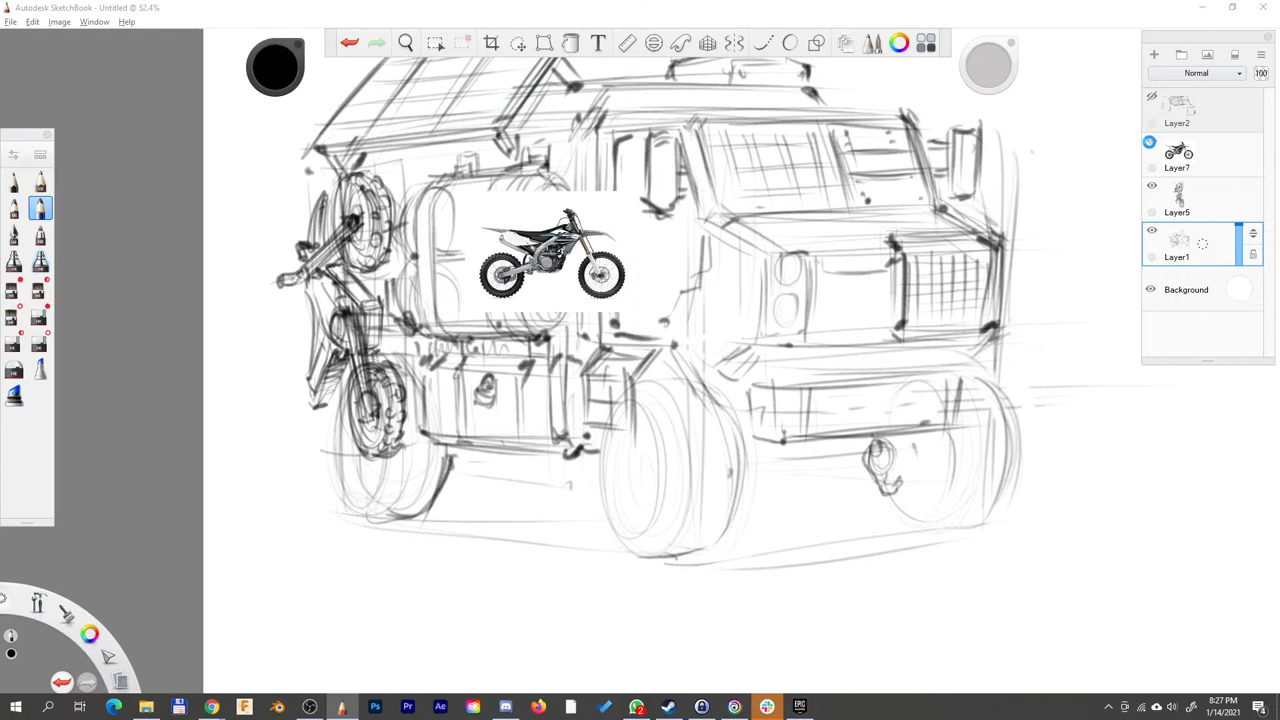 Autodesk SketchBook - Untitled @ 52.4%
File Edit Image Window Help
Normal
100
Layer2
Layer7
Layer5
Layer1
Background
8:27 PM
1/14/2021